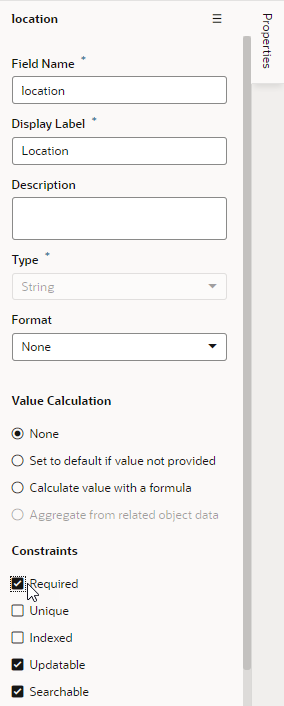 location
Properties
Field Name *
location
Display Label *
Location
Description
Type *
String
Format
None
Value Calculation
None
Set to default if value not provided
Calculate value with a formula
Aggregate from related object data
Constraints
Required
Unique
Indexed
Updatable
Searchable